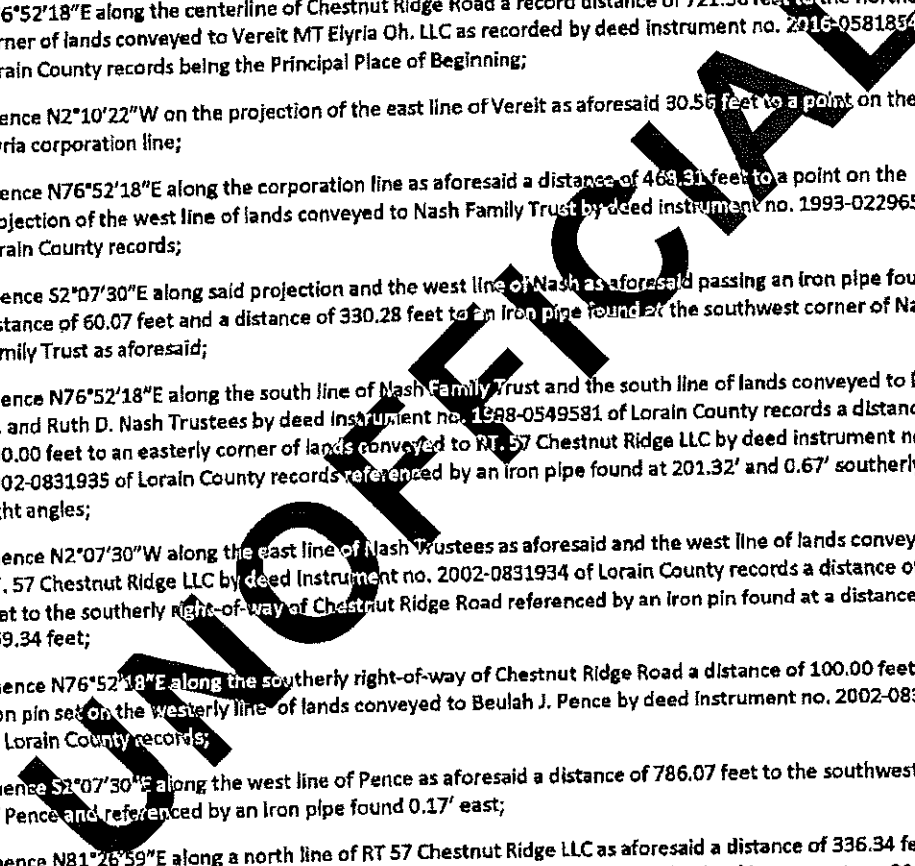 6°52'18"E along the centerline of Chestnut Ridge Road a record distance of
rner of lands conveyed to Vereit MT Elyria Oh. LLC as recorded by deed instrument no. 2016-058185
rain County records being the Principal Place of Beginning;
ence N2°10'22"W on the projection of the east line of Vereit as aforesaid 30.56 feet to a point on the
ria corporation line;
ence N76°52'18"E along the corporation line as aforesaid a distance of 468.31 feet to a point on the
ojection of the west line of lands conveyed to Nash Family Trust by deed instrument no. 1993-022965
rain County records;
ence S2°07'30"E along said projection and the west line of Nash as aforesaid passing an iron pipe fou
stance of 60.07 feet and a distance of 330.28 feet to an iron pipe found at the southwest corner of Na
mily Trust as aforesaid;
ence N76°52'18"E along the south line of Nash Family Trust and the south line of lands conveyed to
. and Ruth D. Nash Trustees by deed instrument no. 1998-0549581 of Lorain County records a distanc
0.00 feet to an easterly corner of lands conveyed to RT. 57 Chestnut Ridge LLC by deed instrument n
02-0831935 of Lorain County records referenced by an iron pipe found at 201.32' and 0.67' southerly
ght angles;
ence N2°07'30"W along the east line of Nash Trustees as aforesaid and the west line of lands convey
. 57 Chestnut Ridge LLC by deed instrument no. 2002-0831934 of Lorain County records a distance o
et to the southerly right-of-way of Chestnut Ridge Road referenced by an iron pin found at a distance
69.34 feet;
ence N76°52'18"E along the southerly right-of-way of Chestnut Ridge Road a distance of 100.00 feet
on pin set on the westerly line of lands conveyed to Beulah J. Pence by deed instrument no. 2002-083
Lorain County records;
ence S2°07'30"E along the west line of Pence as aforesaid a distance of 786.07 feet to the southwest
Pence and referenced by an iron pipe found 0.17' east;
ence N81°26'59"E along a north line of RT 57 Chestnut Ridge LLC as aforesaid a distance of 336.34 fe
UNOFFICIAL